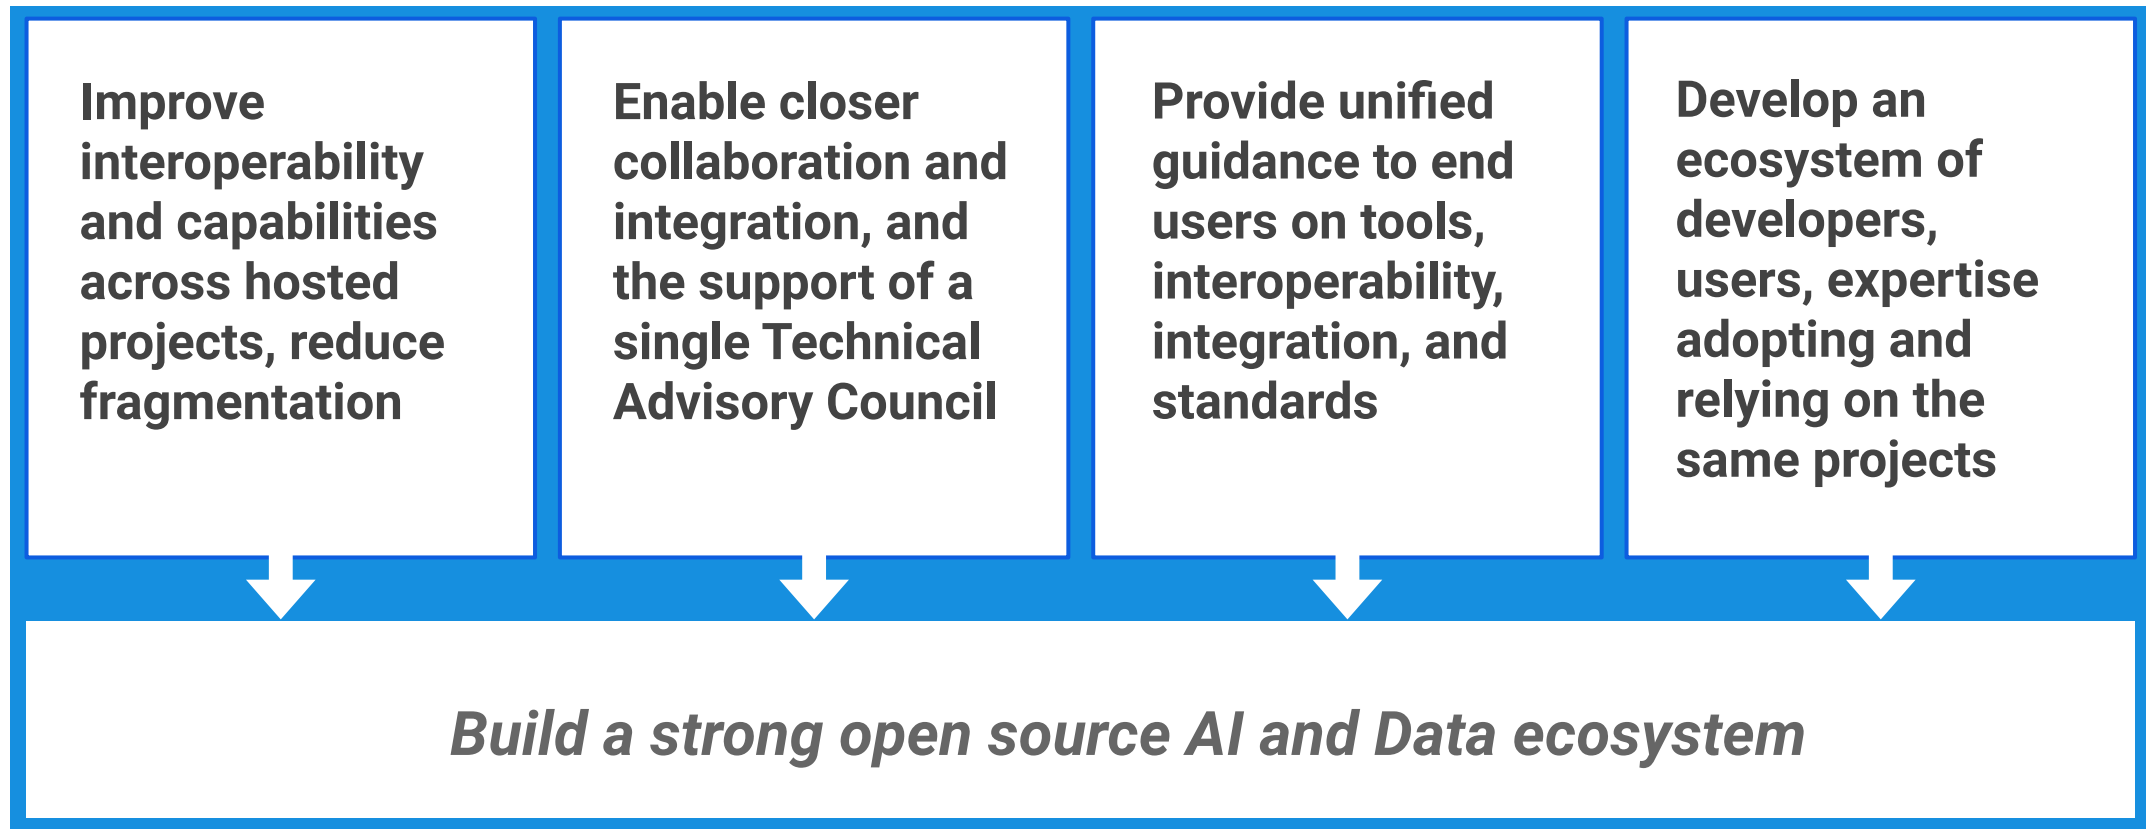 Improve
interoperability
and capabilities
across hosted
projects, reduce
fragmentation
Enable closer
collaboration and
integration, and
the support of a
single Technical
Advisory Council
Provide unified
guidance to end
users on tools,
interoperability,
integration, and
standards
Develop an
ecosystem of
developers,
users, expertise
adopting and
relying on the
same projects
Build a strong open source AI and Data ecosystem